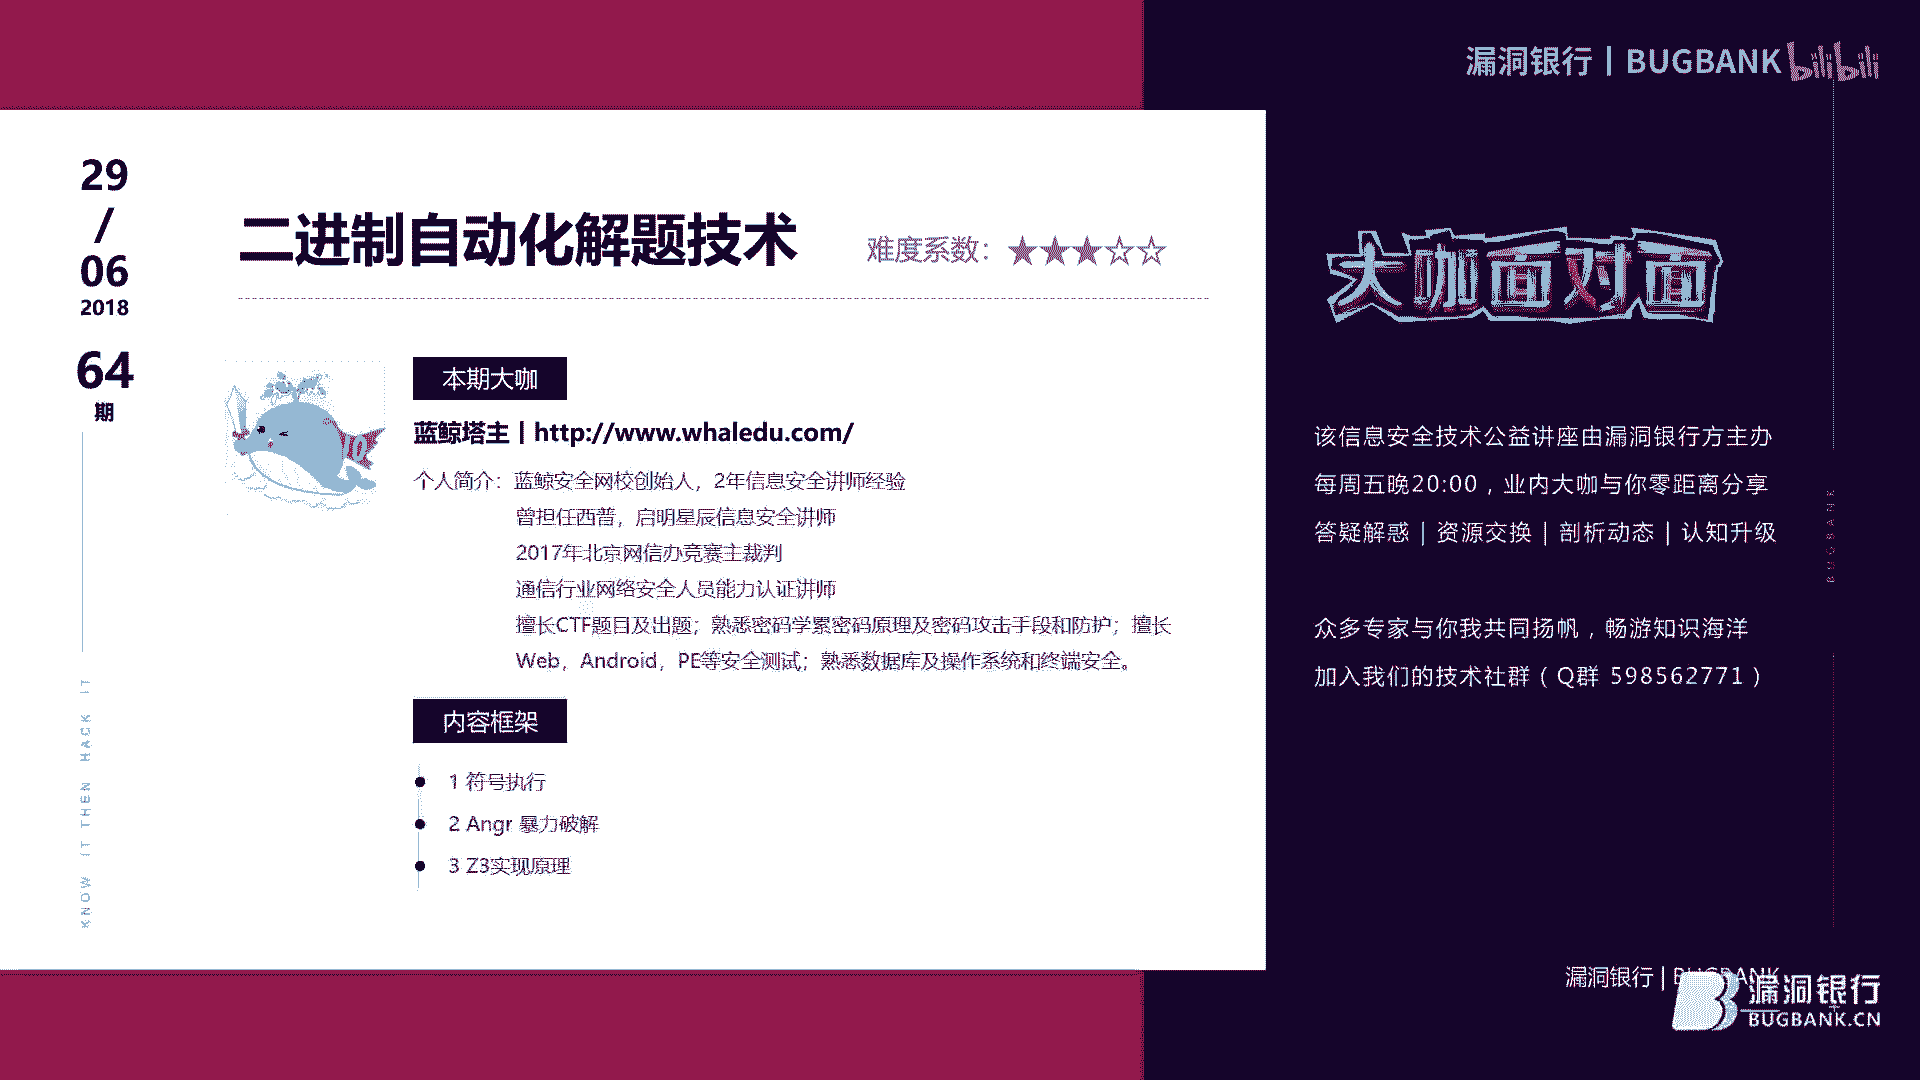 漏洞银行丨BUGBANK bilibili
29
/
06
2018
64
期
二进制自动化解题技术
难度系数：★★★☆☆
本期大咖
蓝鲸塔主丨http://www.whaledu.com/
个人简介：蓝鲸安全网校创始人，2年信息安全讲师经验
曾担任西普，启明星辰信息安全讲师
2017年北京网信办竞赛主裁判
通信行业网络安全人员能力认证讲师
擅长CTF题目及出题；熟悉密码学累密码原理及密码攻击手段和防护；擅长
Web，Android，PE等安全测试；熟悉数据库及操作系统和终端安全。
内容框架
1 符号执行
2 Angr 暴力破解
3 Z3实现原理
KNOW IT THEN HACK IT
大咖面对面
该信息安全技术公益讲座由漏洞银行方主办
每周五晚20:00，业内大咖与你零距离分享
答疑解惑｜资源交换｜剖析动态｜认知升级
众多专家与你我共同扬帆，畅游知识海洋
加入我们的技术社群（Q群 598562771）
BUGBANK
漏洞银行 | BUGBANK
漏洞银行
BUGBANK.CN